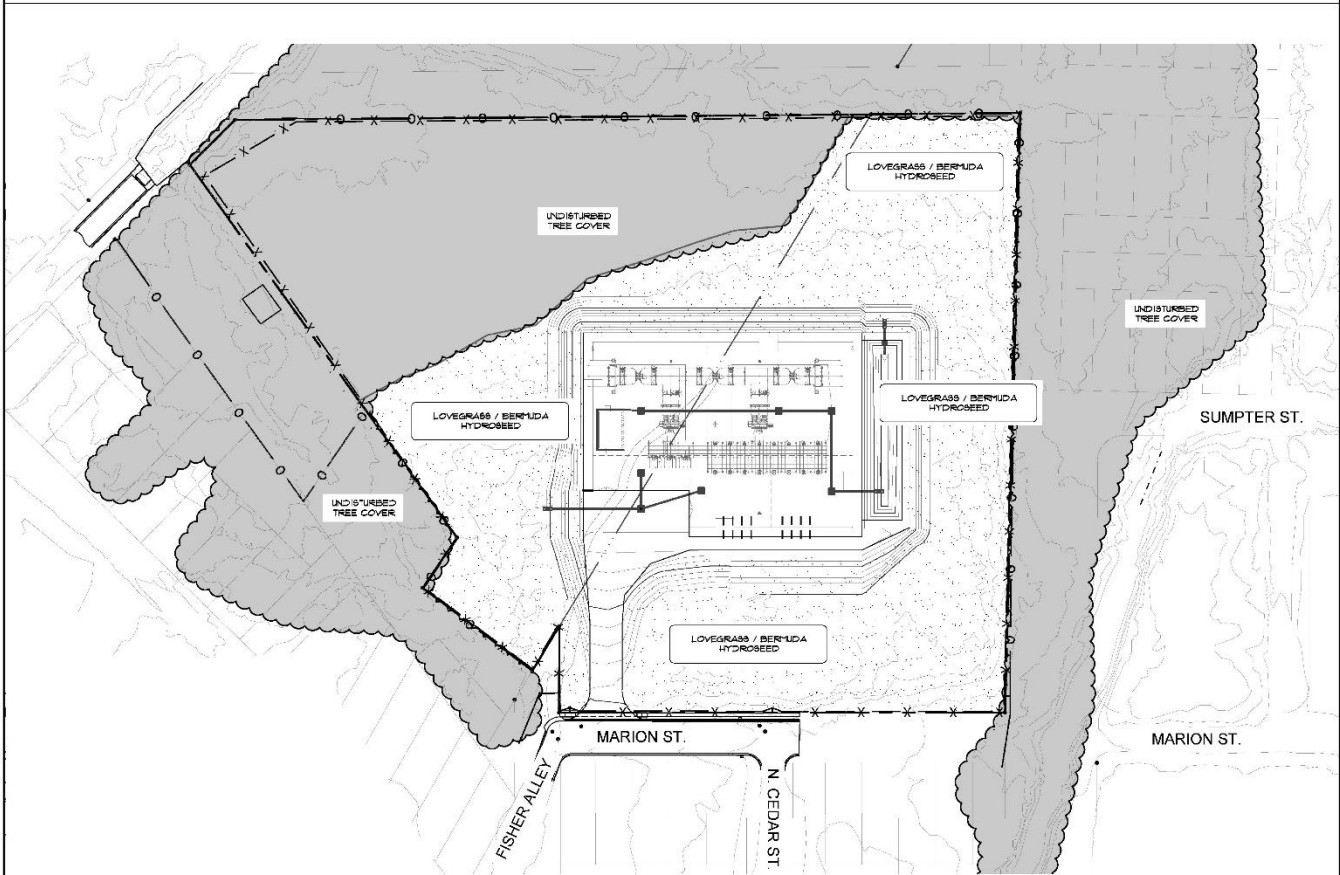 LOVEGRASS / BERMUDA
HYDROSEED
UNDISTURBED
TREE COVER
UNDISTURBED
TREE COVER
LOVEGRASS / BERMUDA
HYDROSEED
LOVEGRASS / BERMUDA
HYDROSEED
SUMPTER ST.
UNDISTURBED
TREE COVER
LOVEGRASS / BERMUDA
HYDROSEED
MARION ST.
MARION ST.
FISHER ALLEY
N. CEDAR ST.